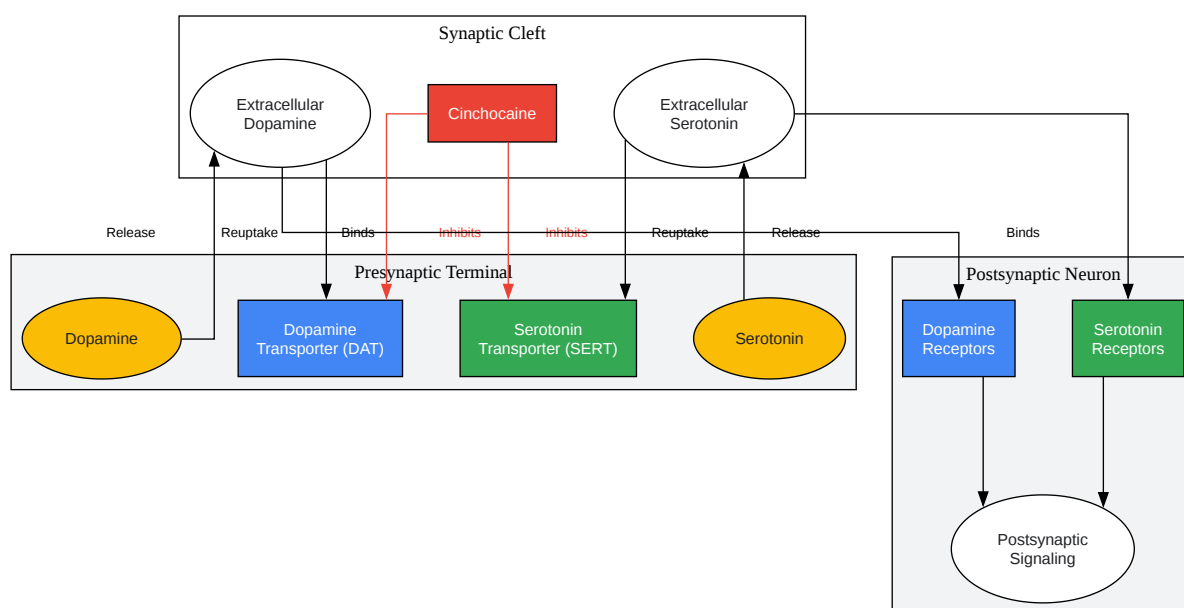 Synaptic Cleft
Extracellular
Dopamine
Cinchocaine
Extracellular
Serotonin
Release
Reuptake
Binds
Inhibits
Inhibits
Reuptake
Release
Binds
Presynaptic Terminal
Dopamine
Dopamine
Transporter (DAT)
Serotonin
Transporter (SERT)
Serotonin
Postsynaptic Neuron
Dopamine
Receptors
Serotonin
Receptors
Postsynaptic
Signaling